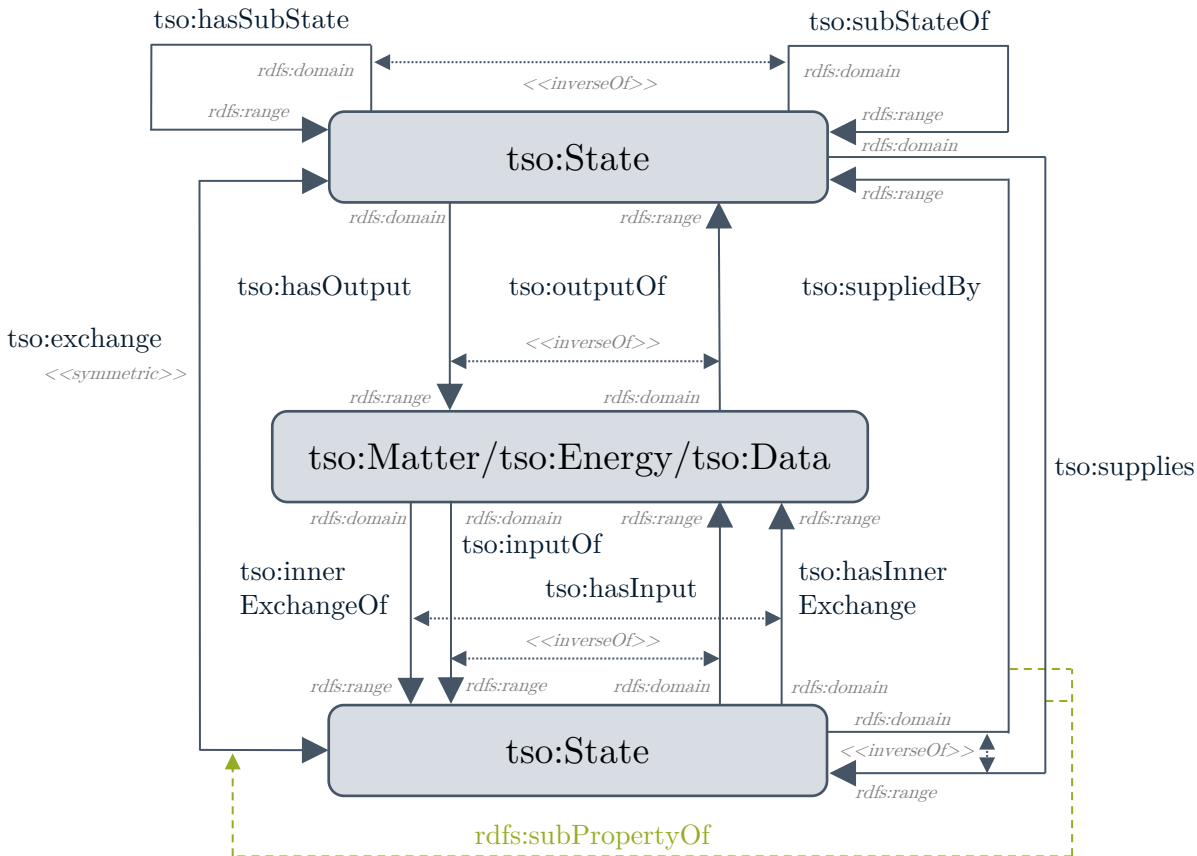 tso:hasSubState
tso:subStateOf
rdfs:domain
rdfs:domain
<<inverseOf>>
rdfs:range
rdfs:range
tso:State
rdfs:domain
rdfs:range
rdfs:domain
rdfs:range
tso:hasOutput
tso:outputOf
tso:suppliedBy
tso:exchange
<<symmetric>>
<<inverseOf>>
rdfs:range
rdfs:domain
tso:Matter/tso:Energy/tso:Data
tso:supplies
rdfs:domain
rdfs:domain
rdfs:range
rdfs:range
tso:inputOf
tso:inner
ExchangeOf
tso:hasInput
tso:hasInner
Exchange
<<inverseOf>>
rdfs:range
rdfs:range
rdfs:domain
rdfs:domain
rdfs:domain
tso:State
<<inverseOf>>
rdfs:range
rdfs:subPropertyOf